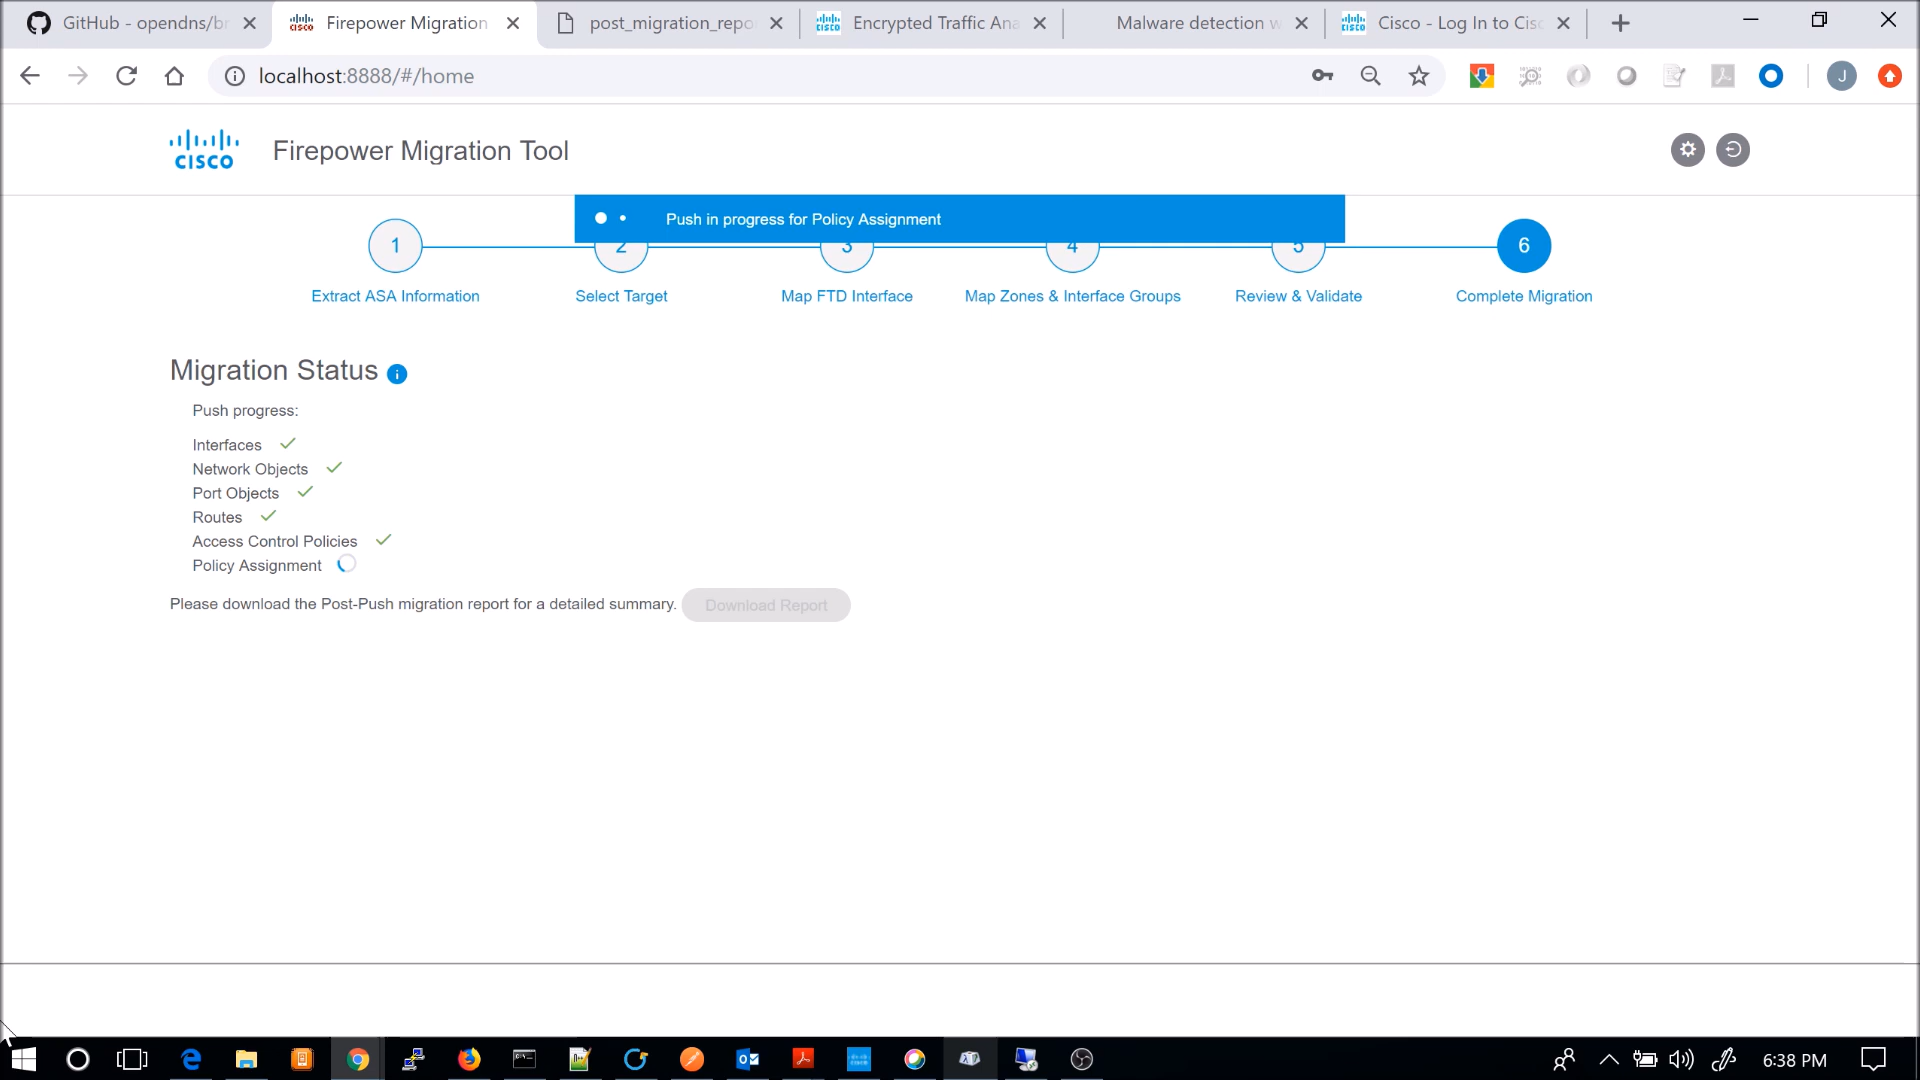 GitHub - opendns/br
Firepower Migration
post_migration_repo
Encrypted Traffic Ana
Malware detection w
Cisco - Log In to Cisc
localhost:8888/#/home
J
CISCO
Firepower Migration Tool
Push in progress for Policy Assignment
1
2
3
4
5
6
Extract ASA Information
Select Target
Map FTD Interface
Map Zones & Interface Groups
Review & Validate
Complete Migration
Migration Status
Push progress:
Interfaces
Network Objects
Port Objects
Routes
Access Control Policies
Policy Assignment
Please download the Post-Push migration report for a detailed summary.
Download Report
6:38 PM